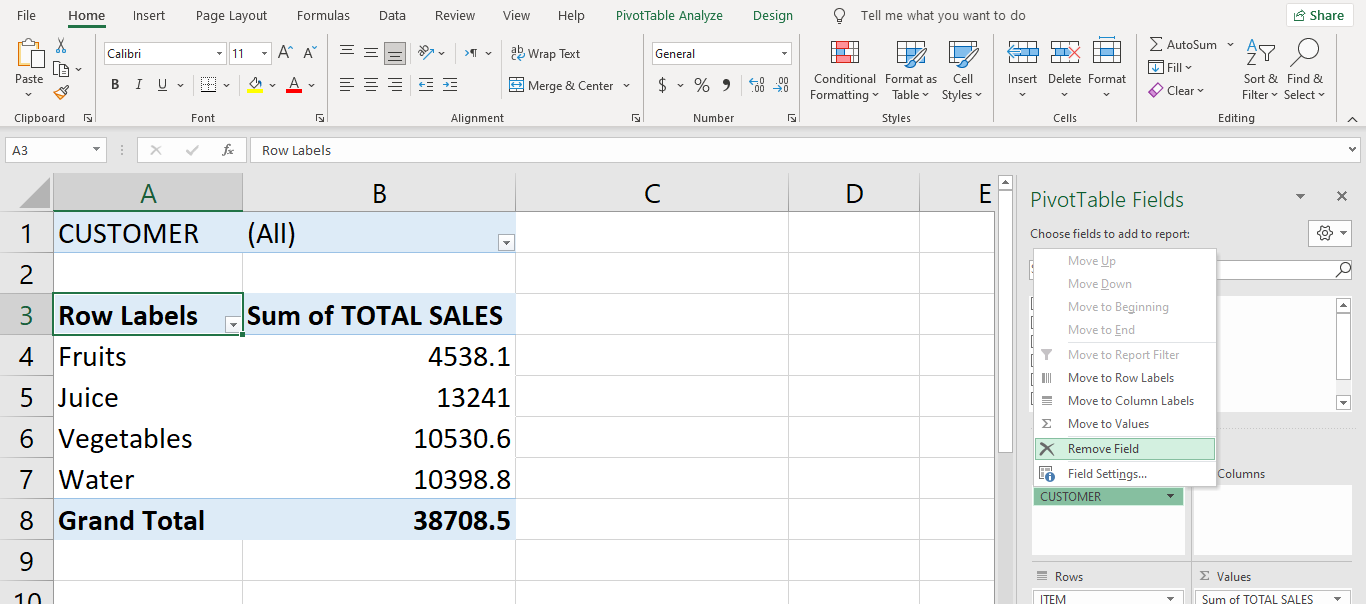 File Home Insert Page Layout Formulas Data Review View Help PivotTable Analyze Design Tell me what you want to do Share
Paste
Calibri 11
B I U
Wrap Text
Merge & Center
General
$ %
Conditional Formatting
Format as Table
Cell Styles
Insert Delete Format
AutoSum
Fill
Clear
Sort & Filter
Find & Select
Clipboard Font Alignment Number Styles Cells Editing
A3 fx Row Labels
A B C D E
1 CUSTOMER (All)
2
3 Row Labels Sum of TOTAL SALES
4 Fruits 4538.1
5 Juice 13241
6 Vegetables 10530.6
7 Water 10398.8
8 Grand Total 38708.5
9
10
PivotTable Fields
Choose fields to add to report:
Move Up
Move Down
Move to Beginning
Move to End
Move to Report Filter
Move to Row Labels
Move to Column Labels
Move to Values
Remove Field
Field Settings...
Columns
CUSTOMER
Rows Σ Values
ITEM Sum of TOTAL SALES